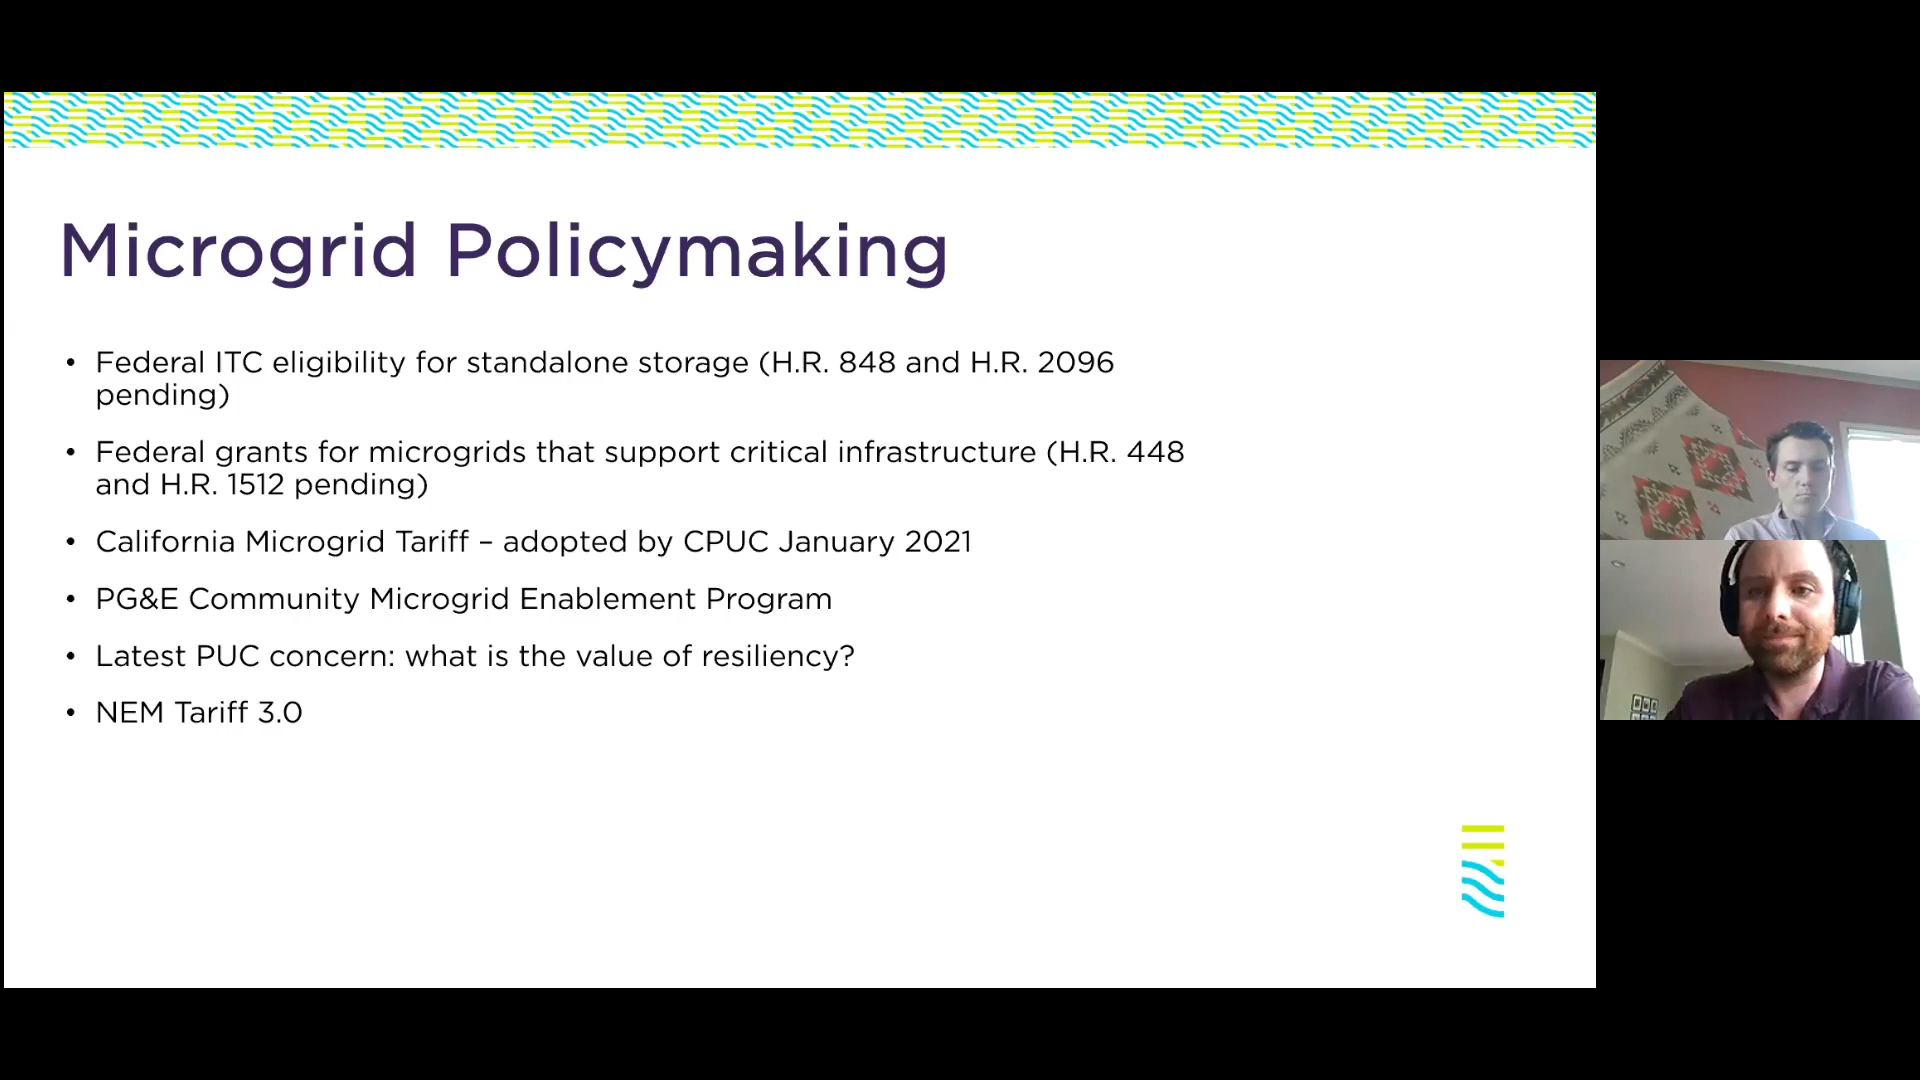 Microgrid Policymaking
• Federal ITC eligibility for standalone storage (H.R. 848 and H.R. 2096
pending)
• Federal grants for microgrids that support critical infrastructure (H.R. 448
and H.R. 1512 pending)
• California Microgrid Tariff – adopted by CPUC January 2021
• PG&E Community Microgrid Enablement Program
• Latest PUC concern: what is the value of resiliency?
• NEM Tariff 3.0